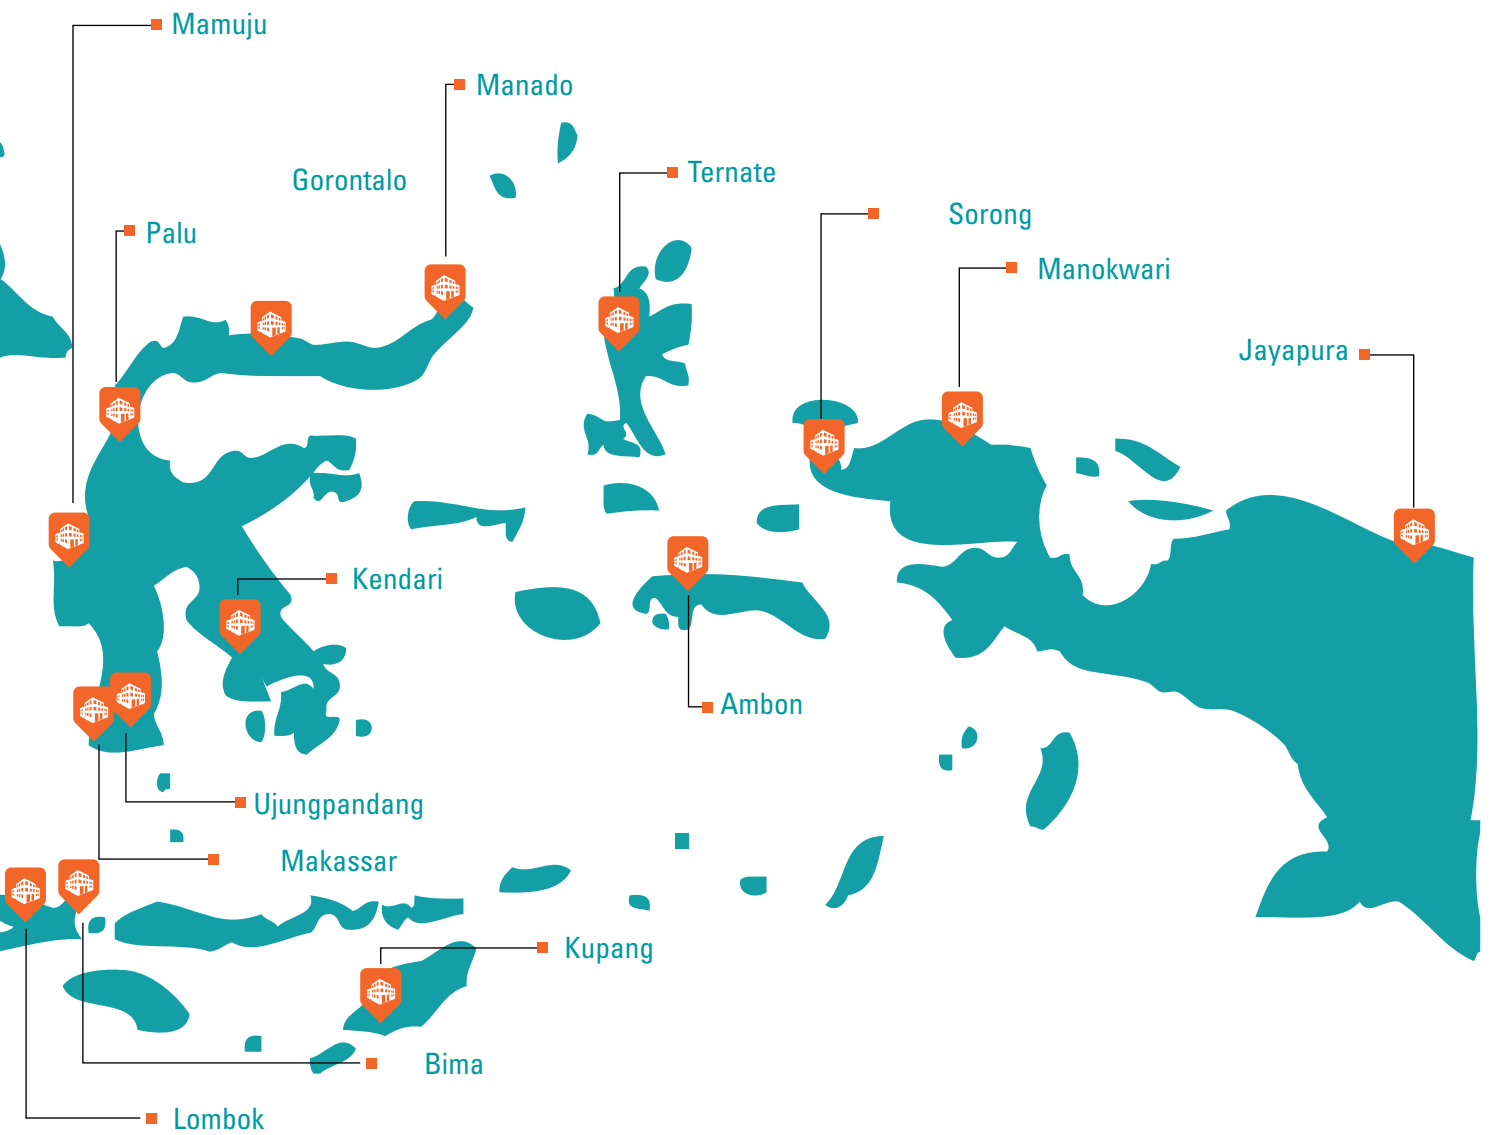 Mamuju
Manado
Ternate
Gorontalo
Sorong
Palu
Manokwari
Jayapura
Kendari
Ambon
Ujungpandang
Makassar
Kupang
Bima
Lombok